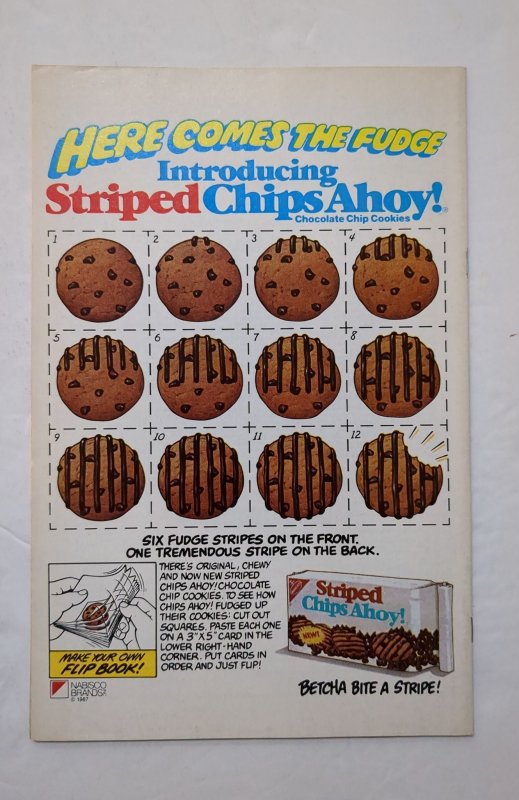 HERE COMES THE FUDGE
Introducing
Striped Chips Ahoy!®
Chocolate Chip Cookies
1 2 3 4
5 6 7 8
9 10 11 12
SIX FUDGE STRIPES ON THE FRONT.
ONE TREMENDOUS STRIPE ON THE BACK.
THERE'S ORIGINAL, CHEWY
AND NOW NEW STRIPED
CHIPS AHOY! CHOCOLATE
CHIP COOKIES. TO SEE HOW
CHIPS AHOY! FUDGED UP
THEIR COOKIES: CUT OUT
SQUARES. PASTE EACH ONE
ON A 3"X5" CARD IN THE
LOWER RIGHT-HAND
CORNER. PUT CARDS IN
ORDER AND JUST FLIP!
MAKE YOUR OWN
FLIP BOOK!
NABISCO
BRANDS
© 1987
Striped
Chips Ahoy!
NEW!
BETCHA BITE A STRIPE!